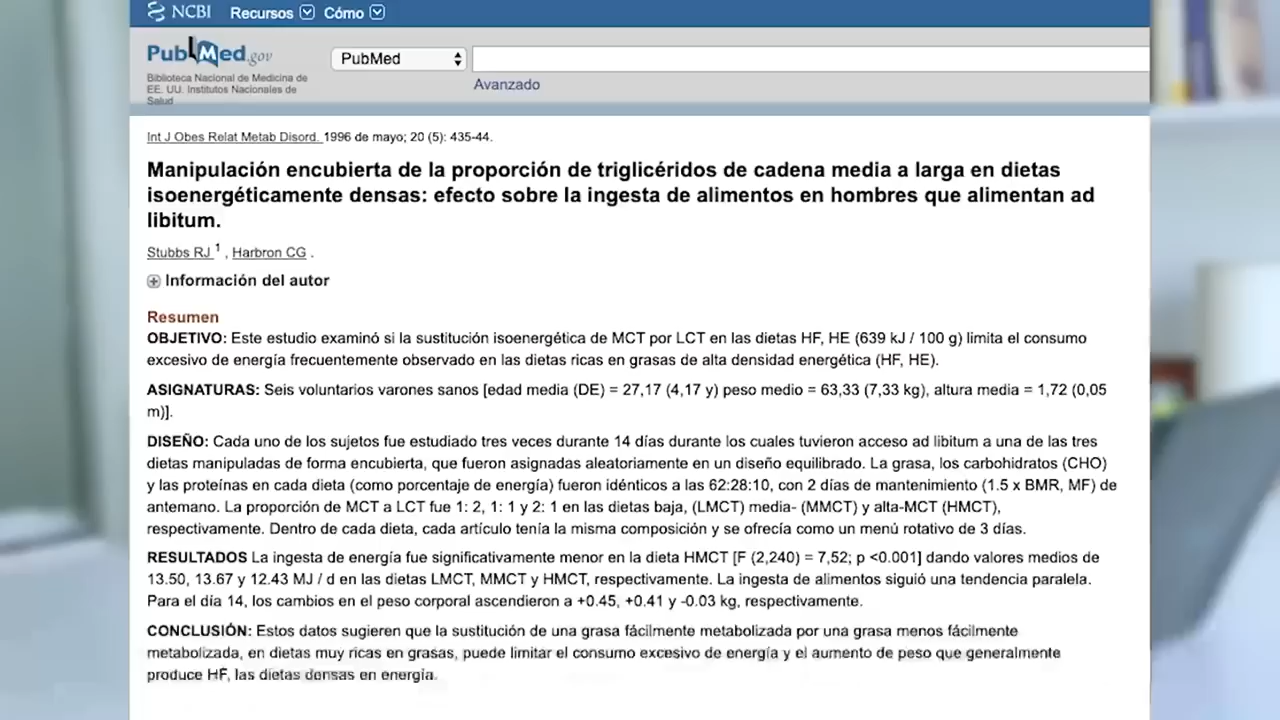 NCBI Recursos Cómo
PubMed.gov
PubMed
Biblioteca Nacional de Medicina de
EE. UU. Institutos Nacionales de
Salud
Avanzado
Int J Obes Relat Metab Disord. 1996 de mayo; 20 (5): 435-44.
Manipulación encubierta de la proporción de triglicéridos de cadena media a larga en dietas
isoenergéticamente densas: efecto sobre la ingesta de alimentos en hombres que alimentan ad
libitum.
Stubbs RJ 1 , Harbron CG .
Información del autor
Resumen
OBJETIVO: Este estudio examinó si la sustitución isoenergética de MCT por LCT en las dietas HF, HE (639 kJ / 100 g) limita el consumo
excesivo de energía frecuentemente observado en las dietas ricas en grasas de alta densidad energética (HF, HE).
ASIGNATURAS: Seis voluntarios varones sanos [edad media (DE) = 27,17 (4,17 y) peso medio = 63,33 (7,33 kg), altura media = 1,72 (0,05
m)].
DISEÑO: Cada uno de los sujetos fue estudiado tres veces durante 14 días durante los cuales tuvieron acceso ad libitum a una de las tres
dietas manipuladas de forma encubierta, que fueron asignadas aleatoriamente en un diseño equilibrado. La grasa, los carbohidratos (CHO)
y las proteínas en cada dieta (como porcentaje de energía) fueron idénticos a las 62:28:10, con 2 días de mantenimiento (1.5 x BMR, MF) de
antemano. La proporción de MCT a LCT fue 1: 2, 1: 1 y 2: 1 en las dietas baja, (LMCT) media- (MMCT) y alta-MCT (HMCT),
respectivamente. Dentro de cada dieta, cada artículo tenía la misma composición y se ofrecía como un menú rotativo de 3 días.
RESULTADOS La ingesta de energía fue significativamente menor en la dieta HMCT [F (2,240) = 7,52; p <0.001] dando valores medios de
13.50, 13.67 y 12.43 MJ / d en las dietas LMCT, MMCT y HMCT, respectivamente. La ingesta de alimentos siguió una tendencia paralela.
Para el día 14, los cambios en el peso corporal ascendieron a +0.45, +0.41 y -0.03 kg, respectivamente.
CONCLUSIÓN: Estos datos sugieren que la sustitución de una grasa fácilmente metabolizada por una grasa menos fácilmente
metabolizada, en dietas muy ricas en grasas, puede limitar el consumo excesivo de energía y el aumento de peso que generalmente
produce HF, las dietas densas en energía.